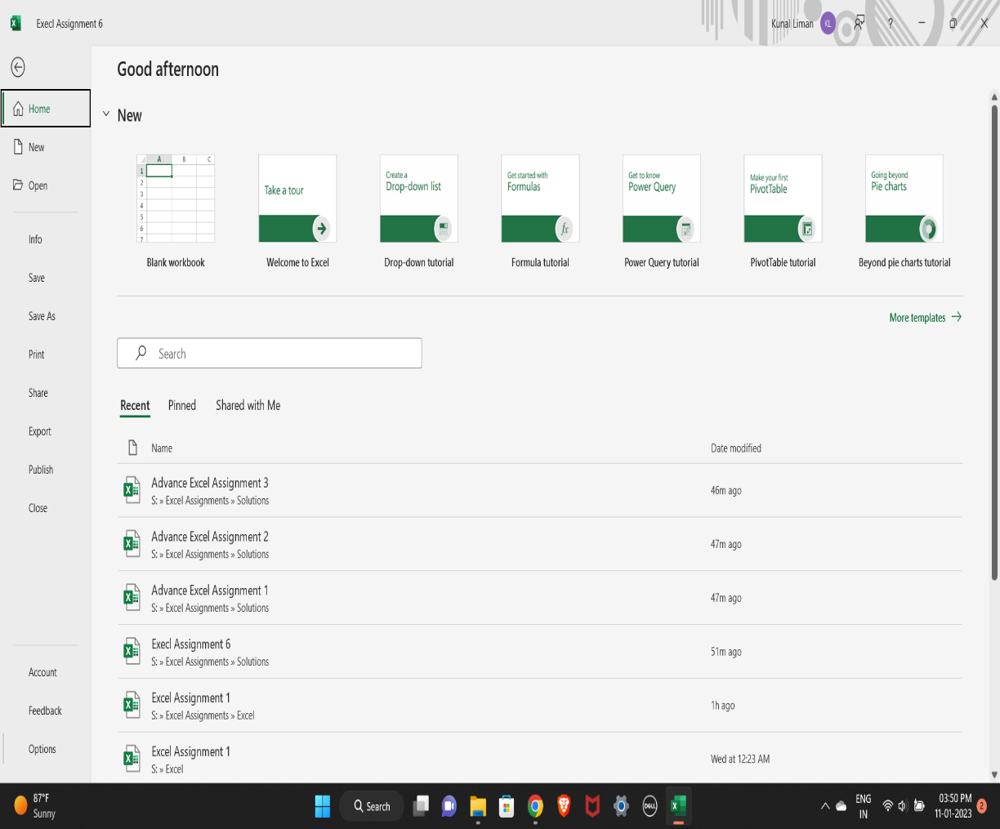 Execl Assignment 6
Kunal Liman
KL
?
Good afternoon
Home
New
Open
Info
Save
Save As
Print
Share
Export
Publish
Close
Account
Feedback
Options
New
A B C
1
2
3
4
5
6
7
Blank workbook
Take a tour
Welcome to Excel
Create a
Drop-down list
Drop-down tutorial
Get started with
Formulas
fx
Formula tutorial
Get to know
Power Query
Power Query tutorial
Make your first
PivotTable
PivotTable tutorial
Going beyond
Pie charts
Beyond pie charts tutorial
More templates
Search
Recent Pinned Shared with Me
Name Date modified
Advance Excel Assignment 3
S: » Excel Assignments » Solutions
46m ago
Advance Excel Assignment 2
S: » Excel Assignments » Solutions
47m ago
Advance Excel Assignment 1
S: » Excel Assignments » Solutions
47m ago
Execl Assignment 6
S: » Excel Assignments » Solutions
51m ago
Excel Assignment 1
S: » Excel Assignments » Excel
1h ago
Excel Assignment 1
S: » Excel
Wed at 12:23 AM
87°F
Sunny
Search
DELL
ENG
IN
03:50 PM
11-01-2023
2